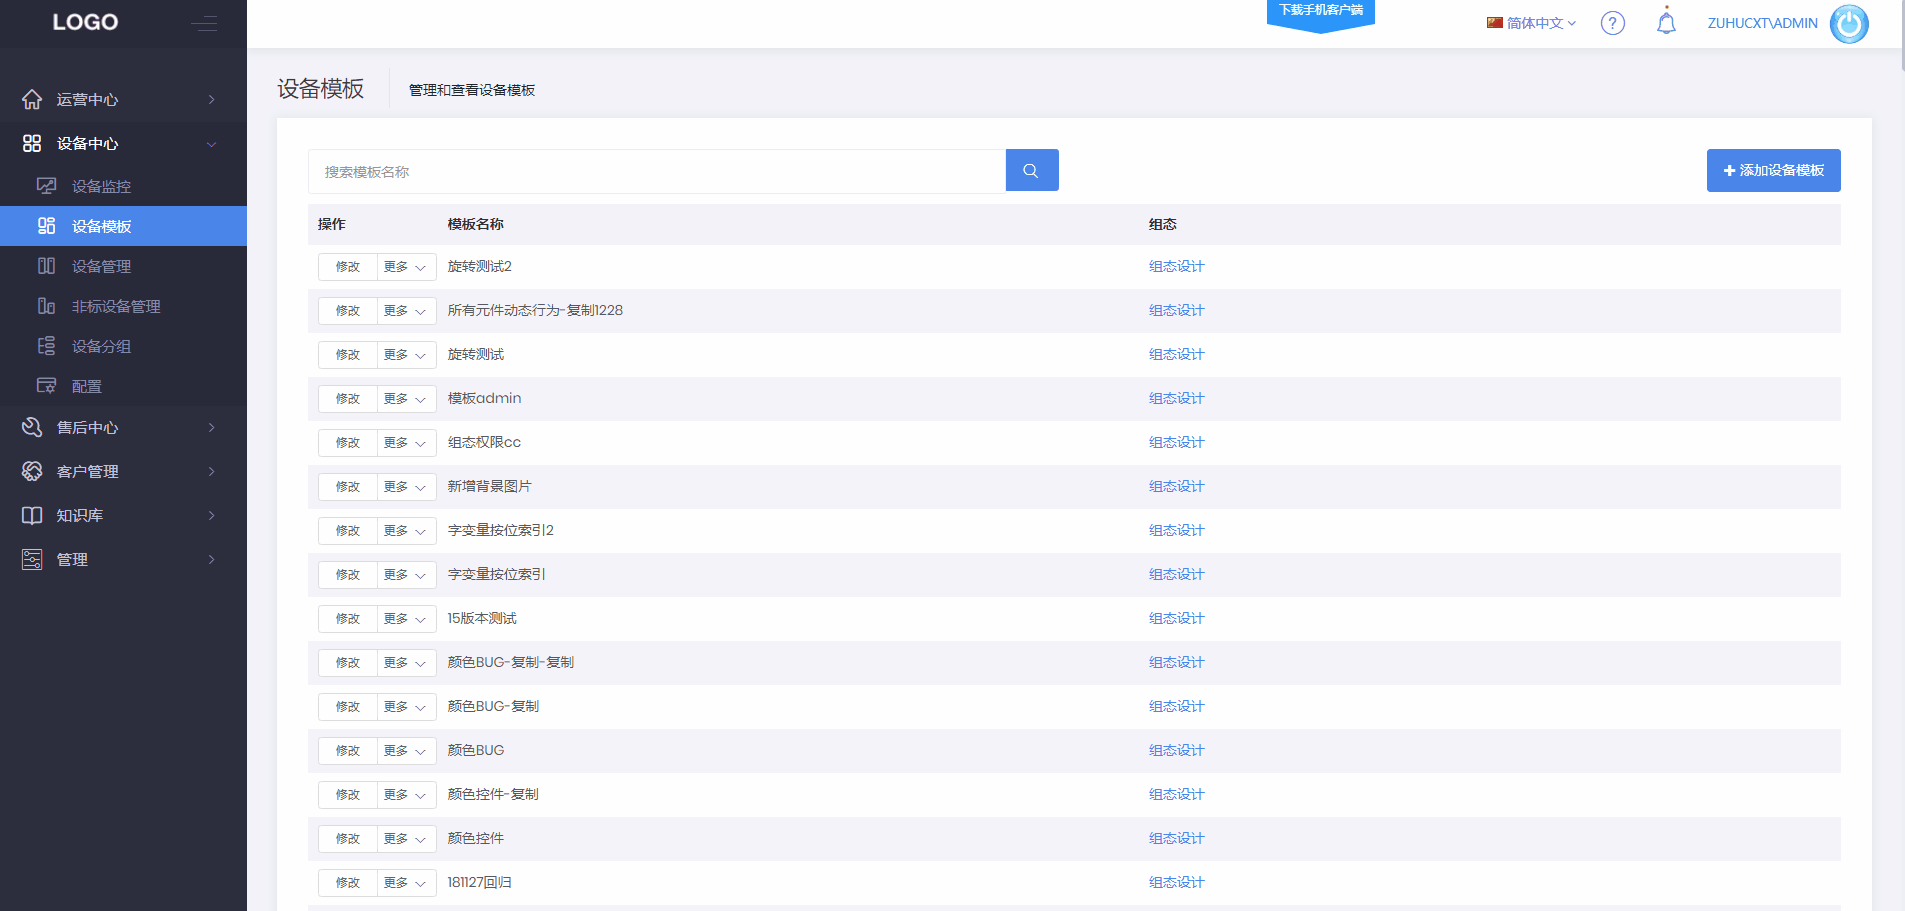 LOGO
下载手机客户端
简体中文
?
ZUHUCXT\ADMIN
运营中心
设备中心
设备监控
设备模板
设备管理
非标设备管理
设备分组
配置
售后中心
客户管理
知识库
管理
设备模板 管理和查看设备模板
搜索模板名称
+ 添加设备模板
操作 模板名称 组态
修改 更多 旋转测试2 组态设计
修改 更多 所有元件动态行为-复制1228 组态设计
修改 更多 旋转测试 组态设计
修改 更多 模板admin 组态设计
修改 更多 组态权限cc 组态设计
修改 更多 新增背景图片 组态设计
修改 更多 字变量按位索引2 组态设计
修改 更多 字变量按位索引 组态设计
修改 更多 15版本测试 组态设计
修改 更多 颜色BUG-复制-复制 组态设计
修改 更多 颜色BUG-复制 组态设计
修改 更多 颜色BUG 组态设计
修改 更多 颜色控件-复制 组态设计
修改 更多 颜色控件 组态设计
修改 更多 181127回归 组态设计